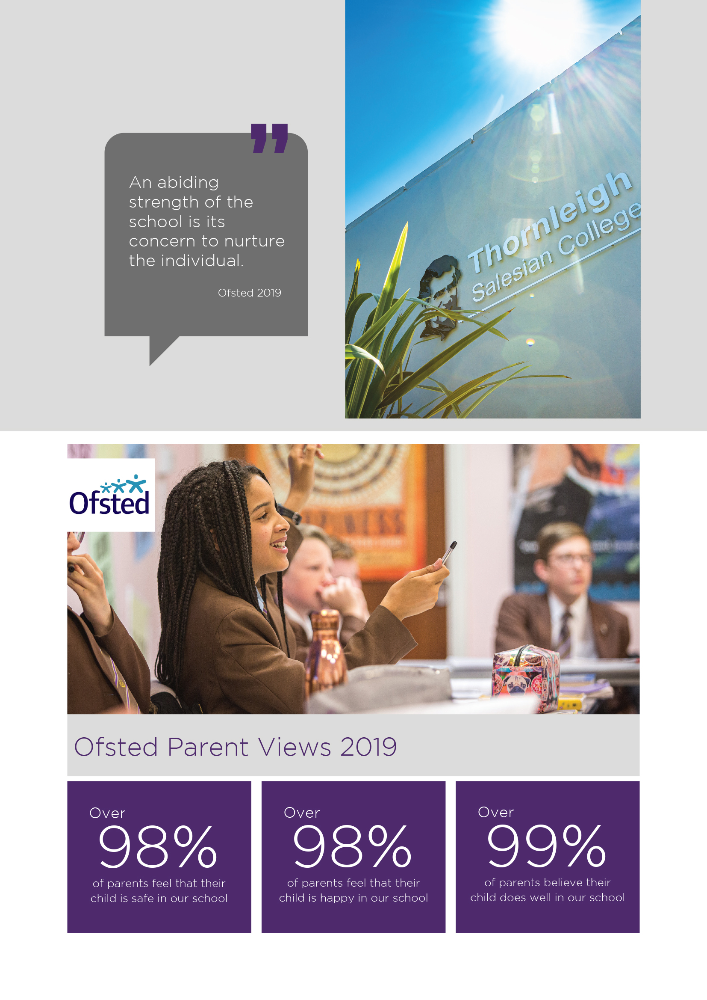 ”
An abiding
strength of the
school is its
concern to nurture
the individual.
Ofsted 2019
Thornleigh
Salesian College
Ofsted
Ofsted Parent Views 2019
Over
98%
of parents feel that their
child is safe in our school
Over
98%
of parents feel that their
child is happy in our school
Over
99%
of parents believe their
child does well in our school